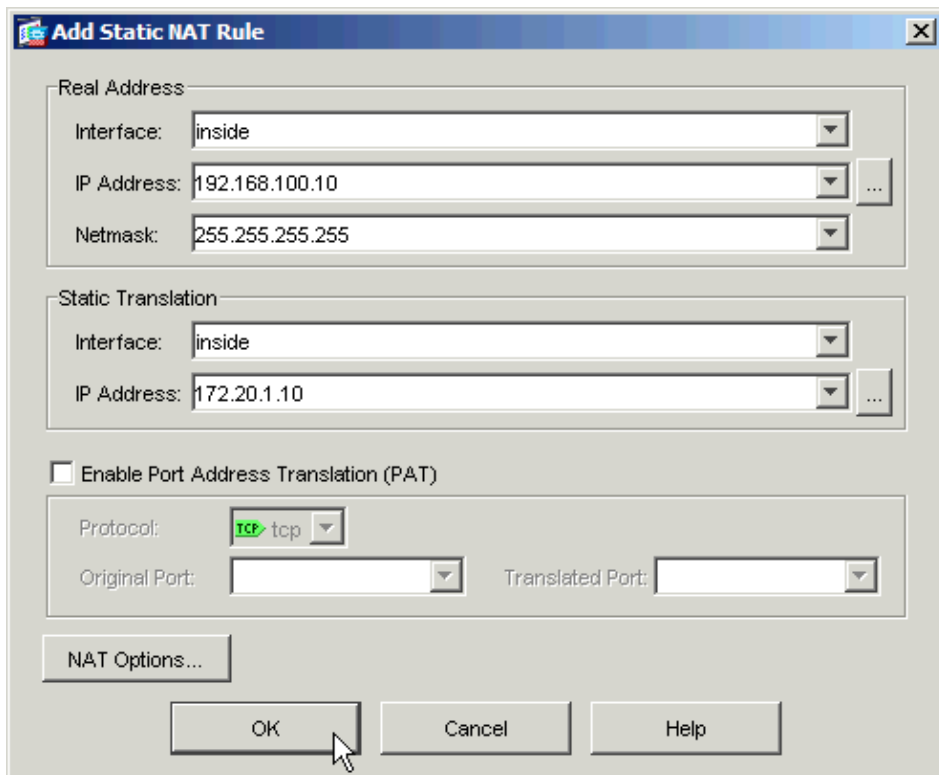 Add Static NAT Rule
Real Address
Interface: inside
IP Address: 192.168.100.10 ...
Netmask: 255.255.255.255
Static Translation
Interface: inside
IP Address: 172.20.1.10 ...
Enable Port Address Translation (PAT)
Protocol: TCP tcp
Original Port: Translated Port:
NAT Options...
OK Cancel Help